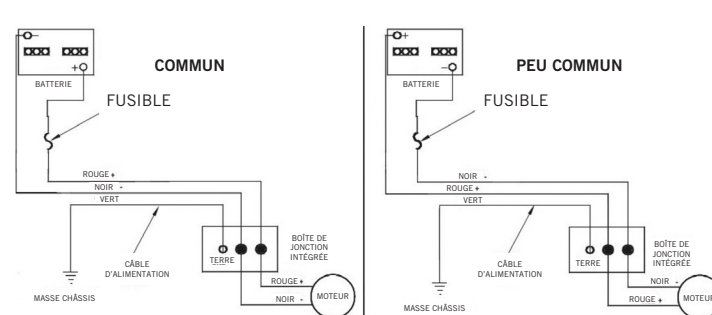 −
+
BATTERIE
COMMUN
FUSIBLE
ROUGE +
NOIR -
VERT
TERRE
BOÎTE DE
JONCTION
INTÉGRÉE
CÂBLE
D'ALIMENTATION
ROUGE +
NOIR -
MOTEUR
MASSE CHÂSSIS
+
−
BATTERIE
PEU COMMUN
FUSIBLE
NOIR -
ROUGE +
VERT
TERRE
BOÎTE DE
JONCTION
INTÉGRÉE
CÂBLE
D'ALIMENTATION
NOIR -
ROUGE +
MOTEUR
MASSE CHÂSSIS